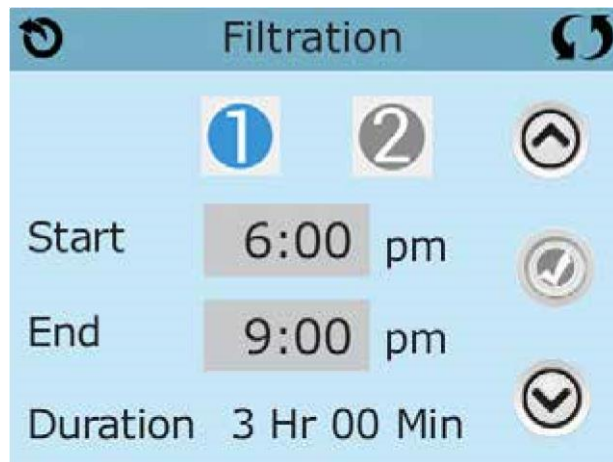 Filtration
1 2
Start 6:00 pm
End 9:00 pm
Duration 3 Hr 00 Min